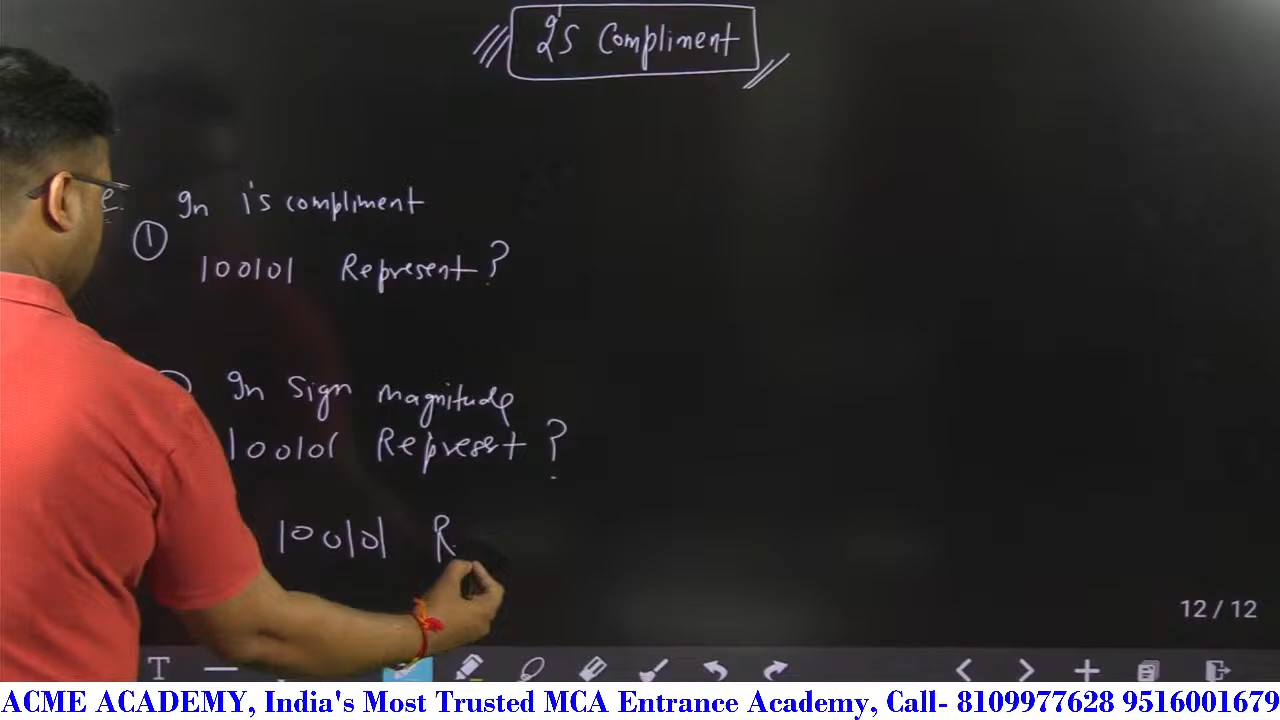 2's Compliment
In 1's compliment
①
100101 Represent ?
In Sign magnitude
100101 Represent ?
100101 R
12 / 12
T
ACME ACADEMY, India's Most Trusted MCA Entrance Academy, Call- 8109977628 9516001679